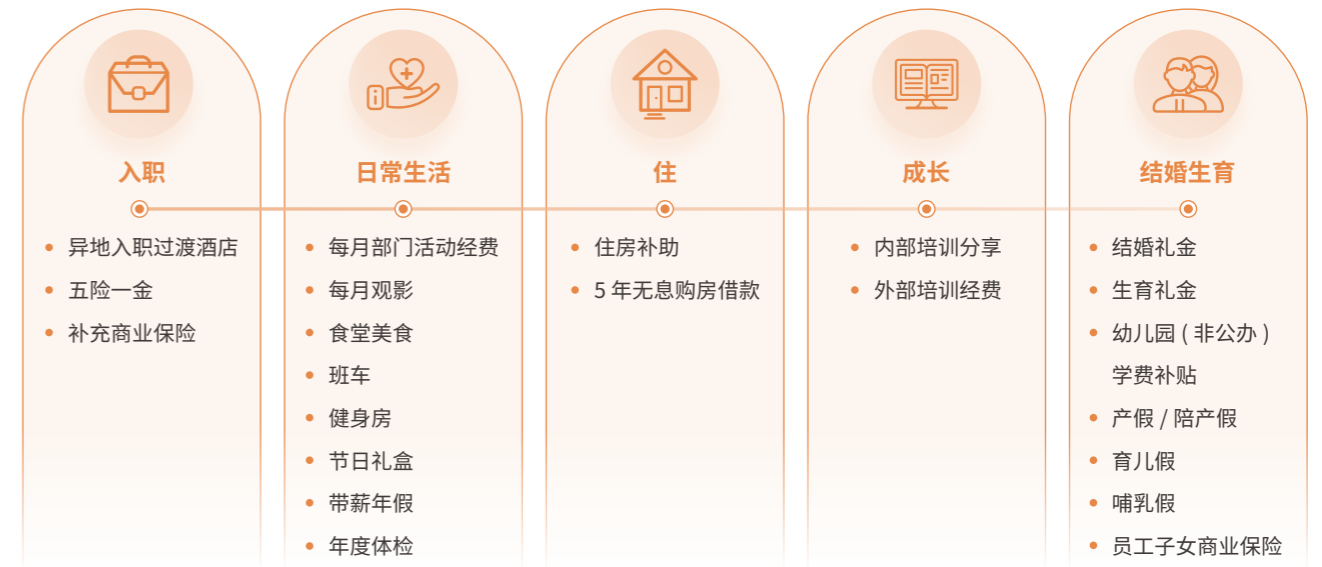 入职
异地入职过渡酒店
五险一金
补充商业保险
日常生活
每月部门活动经费
每月观影
食堂美食
班车
健身房
节日礼盒
带薪年假
年度体检
住
住房补助
5 年无息购房借款
成长
内部培训分享
外部培训经费
结婚生育
结婚礼金
生育礼金
幼儿园 ( 非公办 )
学费补贴
产假 / 陪产假
育儿假
哺乳假
员工子女商业保险